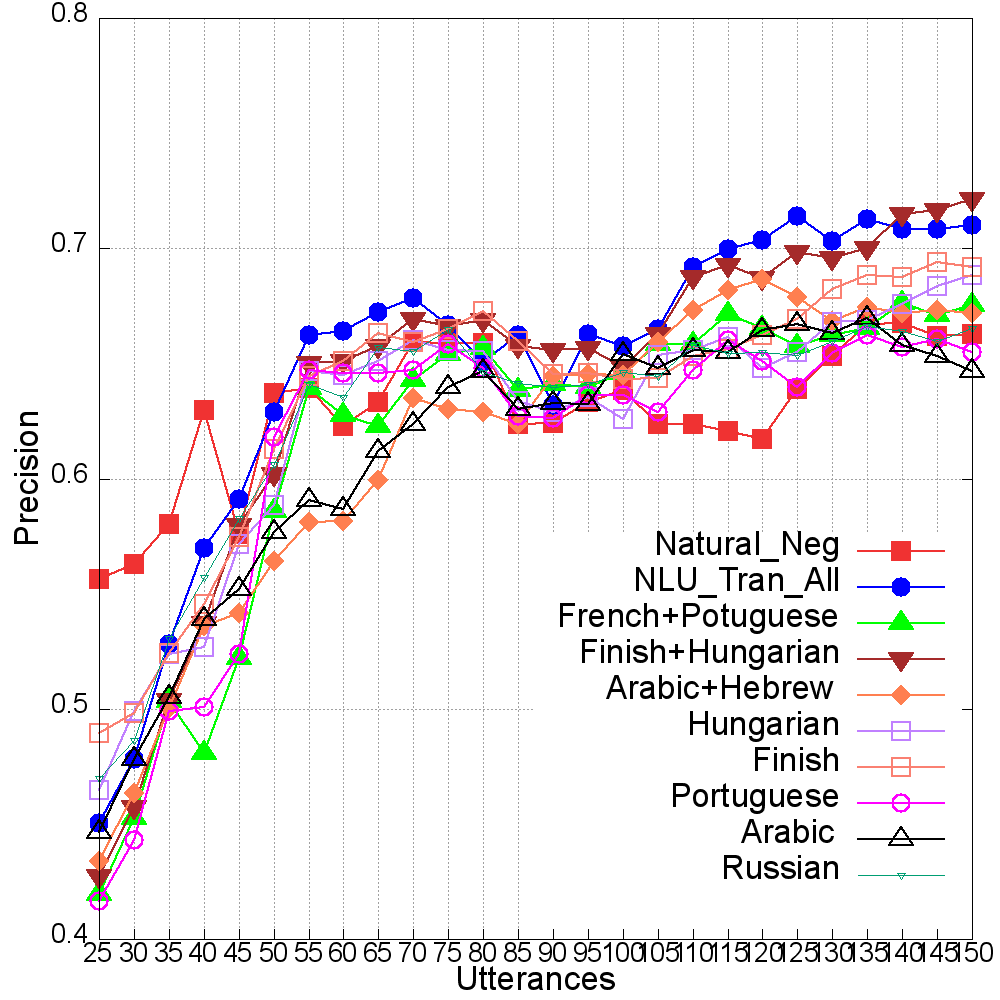 0.8
0.7
0.6
0.5
0.4
Precision
Natural_Neg
NLU_Tran_All
French+Potuguese
Finish+Hungarian
Arabic+Hebrew
Hungarian
Finish
Portuguese
Arabic
Russian
25 30 35 40 45 50 55 60 65 70 75 80 85 90 95 100 105 110 115 120 125 130 135 140 145 150
Utterances